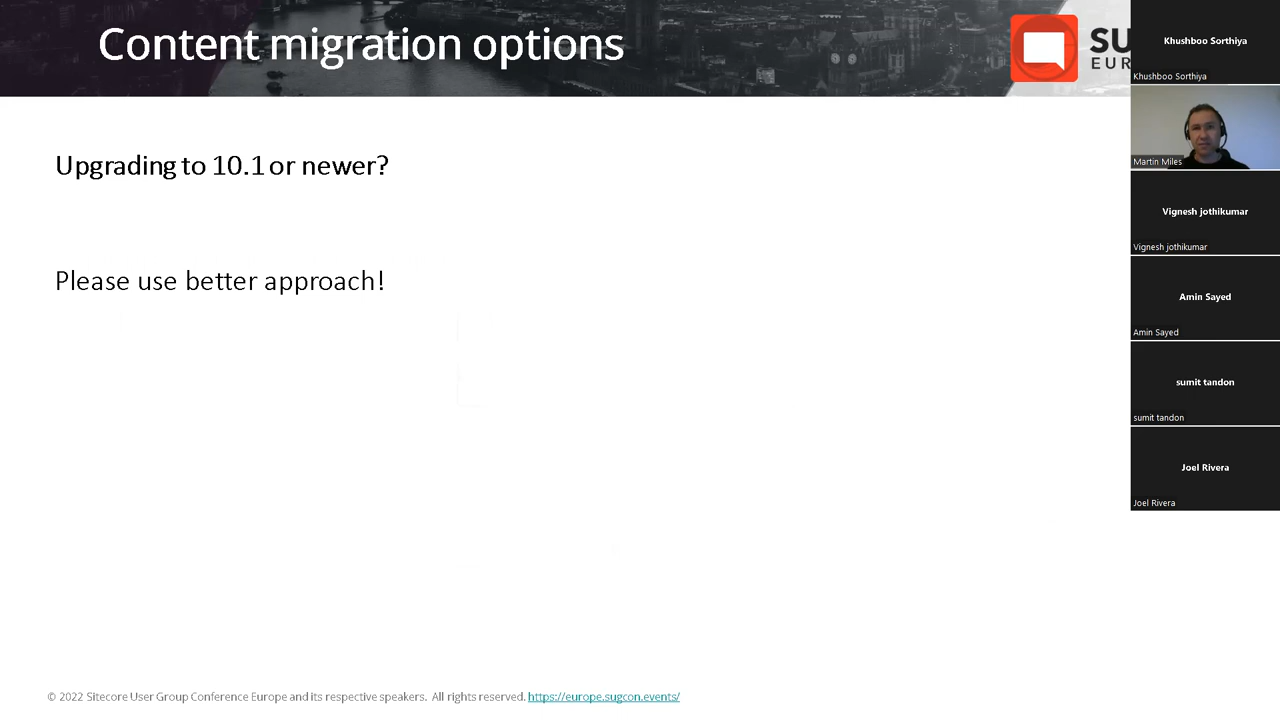 Content migration options
SU
EUR
Upgrading to 10.1 or newer?
Please use better approach!
© 2022 Sitecore User Group Conference Europe and its respective speakers. All rights reserved. https://europe.sugcon.events/
Khushboo Sorthiya
Khushboo Sorthiya
Martin Miles
Vignesh jothikumar
Vignesh jothikumar
Amin Sayed
Amin Sayed
sumit tandon
sumit tandon
Joel Rivera
Joel Rivera